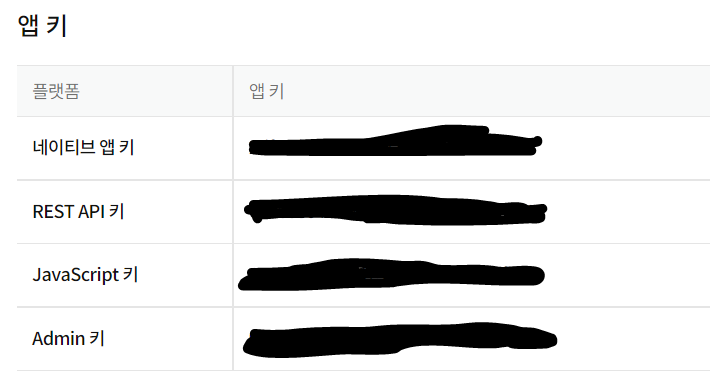 앱 키
플랫폼 앱 키
네이티브 앱 키
REST API 키
JavaScript 키
Admin 키